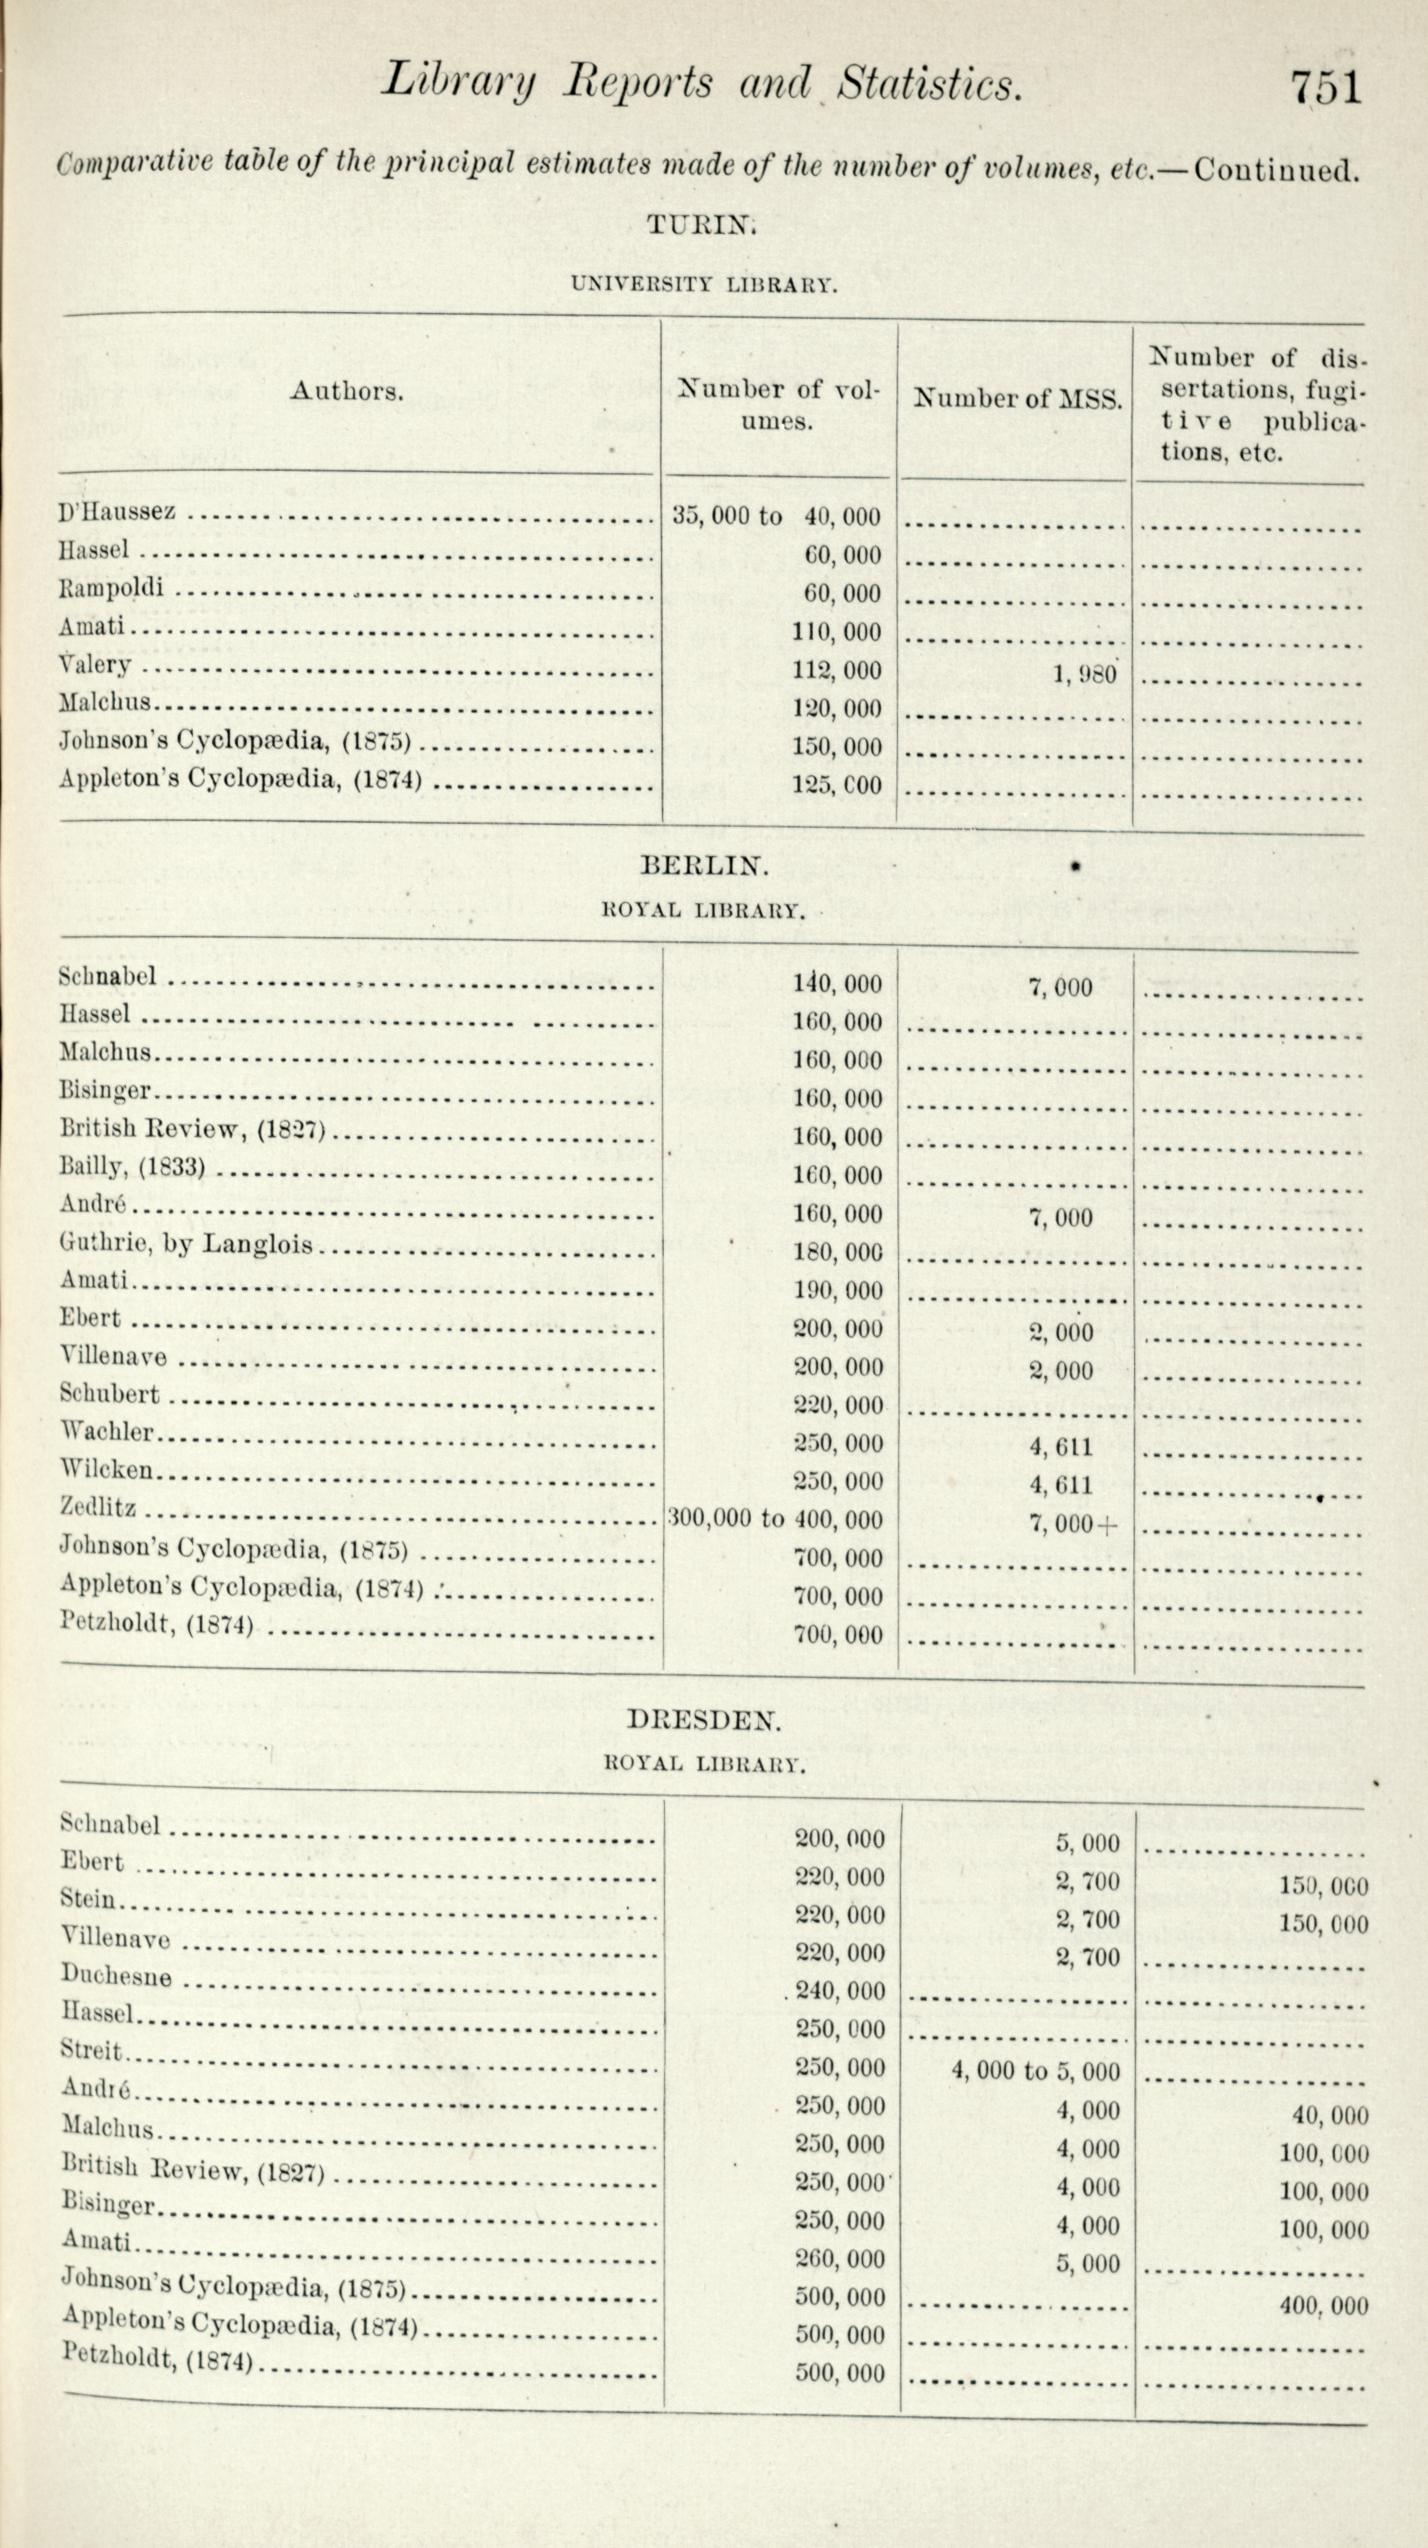 Library Reports and Statistics. 751
Comparative table of the principal estimates made of the number of volumes, etc.—Continued.
TURIN.
UNIVERSITY LIBRARY.
Authors. Number of vol- Number of MSS. Number of dis-
umes. sertations, fugi-
tive publica-
tions, etc.
D'Haussez 35,000 to 40,000
Hassel 60,000
Rampoldi 60,000
Amati 110,000
Valery 112,000 1,980
Malchus 120,000
Johnson's Cyclopædia, (1875) 150,000
Appleton's Cyclopædia, (1874) 125,000
BERLIN.
ROYAL LIBRARY.
Schnabel 140,000 7,000
Hassel 160,000
Malchus 160,000
Bisinger 160,000
British Review, (1827) 160,000
Bailly, (1833) 160,000
André 160,000 7,000
Guthrie, by Langlois 180,000
Amati 190,000
Ebert 200,000 2,000
Villenave 200,000 2,000
Schubert 220,000
Wachler 250,000 4,611
Wilcken 250,000 4,611
Zedlitz 300,000 to 400,000 7,000+
Johnson's Cyclopædia, (1875) 700,000
Appleton's Cyclopædia, (1874) 700,000
Petzholdt, (1874) 700,000
DRESDEN.
ROYAL LIBRARY.
Schnabel 200,000 5,000
Ebert 220,000 2,700 150,000
Stein 220,000 2,700 150,000
Villenave 220,000 2,700
Duchesne 240,000
Hassel 250,000
Streit 250,000 4,000 to 5,000
André 250,000 4,000 40,000
Malchus 250,000 4,000 100,000
British Review, (1827) 250,000 4,000 100,000
Bisinger 250,000 4,000 100,000
Amati 260,000 5,000
Johnson's Cyclopædia, (1875) 500,000 400,000
Appleton's Cyclopædia, (1874) 500,000
Petzholdt, (1874) 500,000